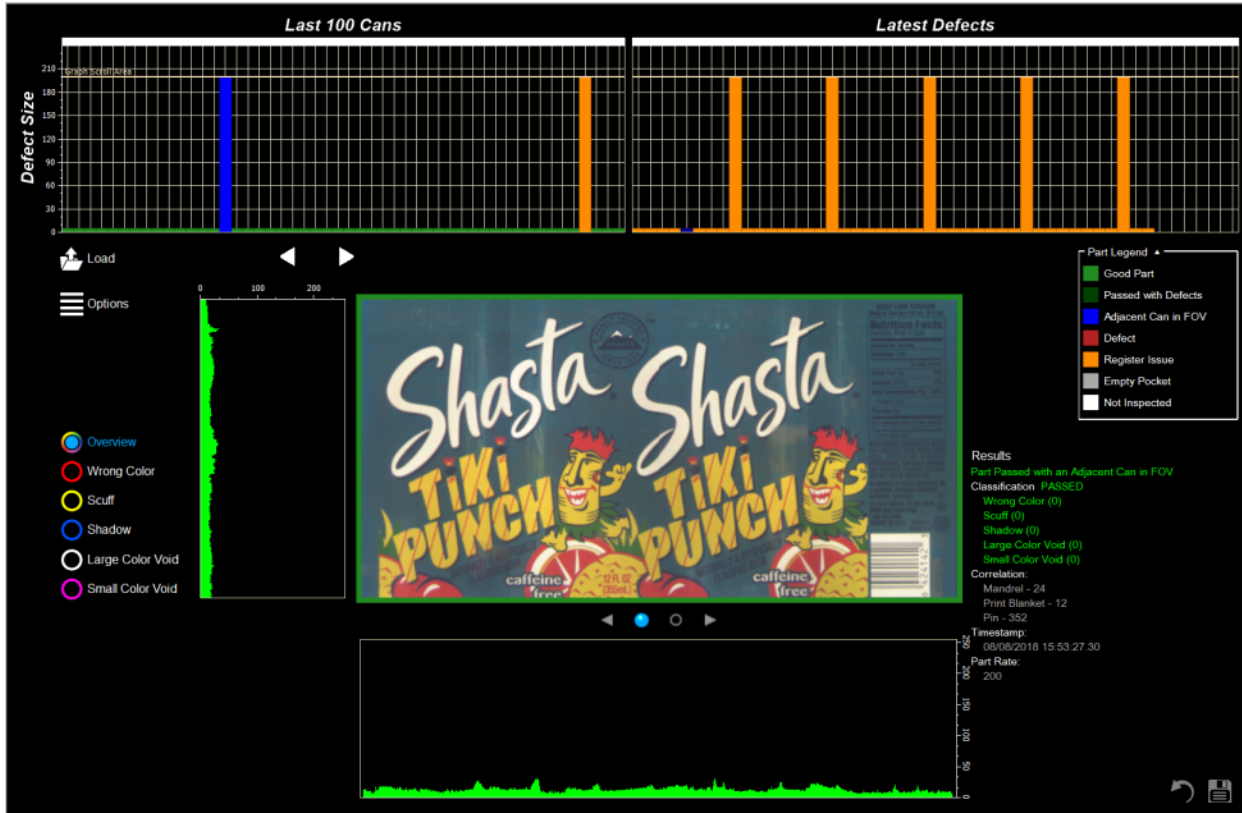 Last 100 Cans
Latest Defects
Defect Size
210
180
150
120
90
60
30
0
Graph Scroll Area
Load
Options
0 100 200
Overview
Wrong Color
Scuff
Shadow
Large Color Void
Small Color Void
Shasta
TiKi
PUNCH
caffeine
free
12 FL OZ
(355mL)
Shasta
TiKi
PUNCH
caffeine
free
Nutrition Facts
Part Legend
Good Part
Passed with Defects
Adjacent Can in FOV
Defect
Register Issue
Empty Pocket
Not Inspected
Results
Part Passed with an Adjacent Can in FOV
Classification PASSED
Wrong Color (0)
Scuff (0)
Shadow (0)
Large Color Void (0)
Small Color Void (0)
Correlation:
Mandrel - 24
Print Blanket - 12
Pin - 352
Timestamp:
08/08/2018 15:53:27.30
Part Rate:
200
250
200
150
100
50
0